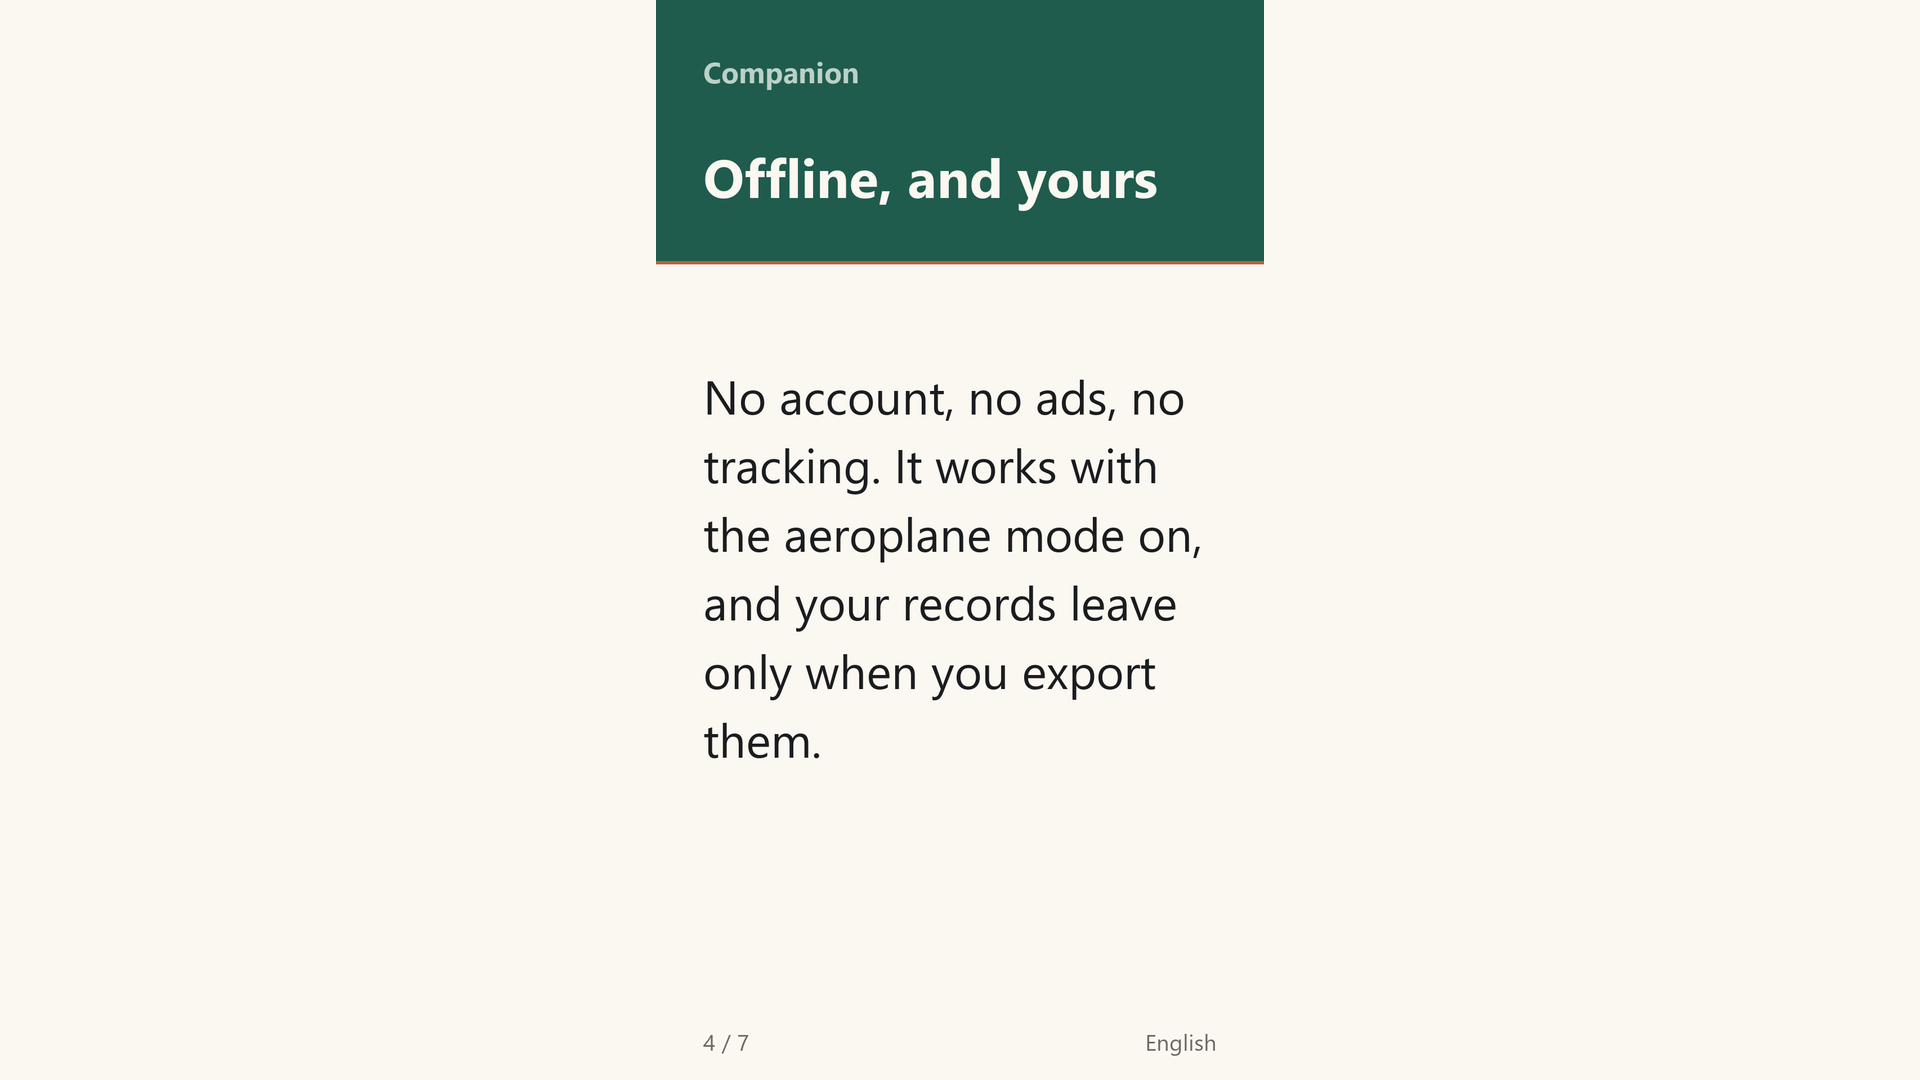 Companion
Offline, and yours
No account, no ads, no
tracking. It works with
the aeroplane mode on,
and your records leave
only when you export
them.
4 / 7
English